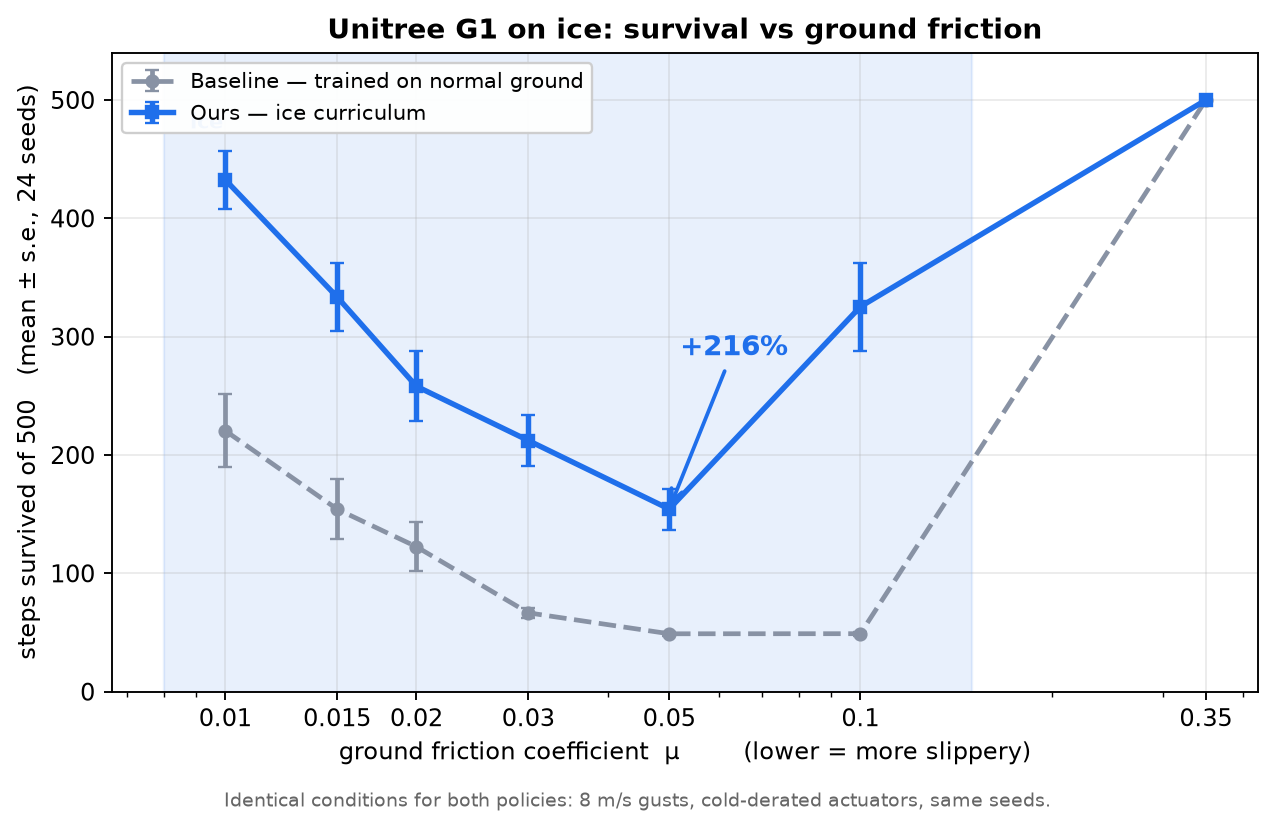 Unitree G1 on ice: survival vs ground friction
Baseline — trained on normal ground
Ours — ice curriculum
steps survived of 500 (mean ± s.e., 24 seeds)
500
400
300
200
100
0
+216%
0.01 0.015 0.02 0.03 0.05 0.1 0.35
ground friction coefficient μ (lower = more slippery)
Identical conditions for both policies: 8 m/s gusts, cold-derated actuators, same seeds.